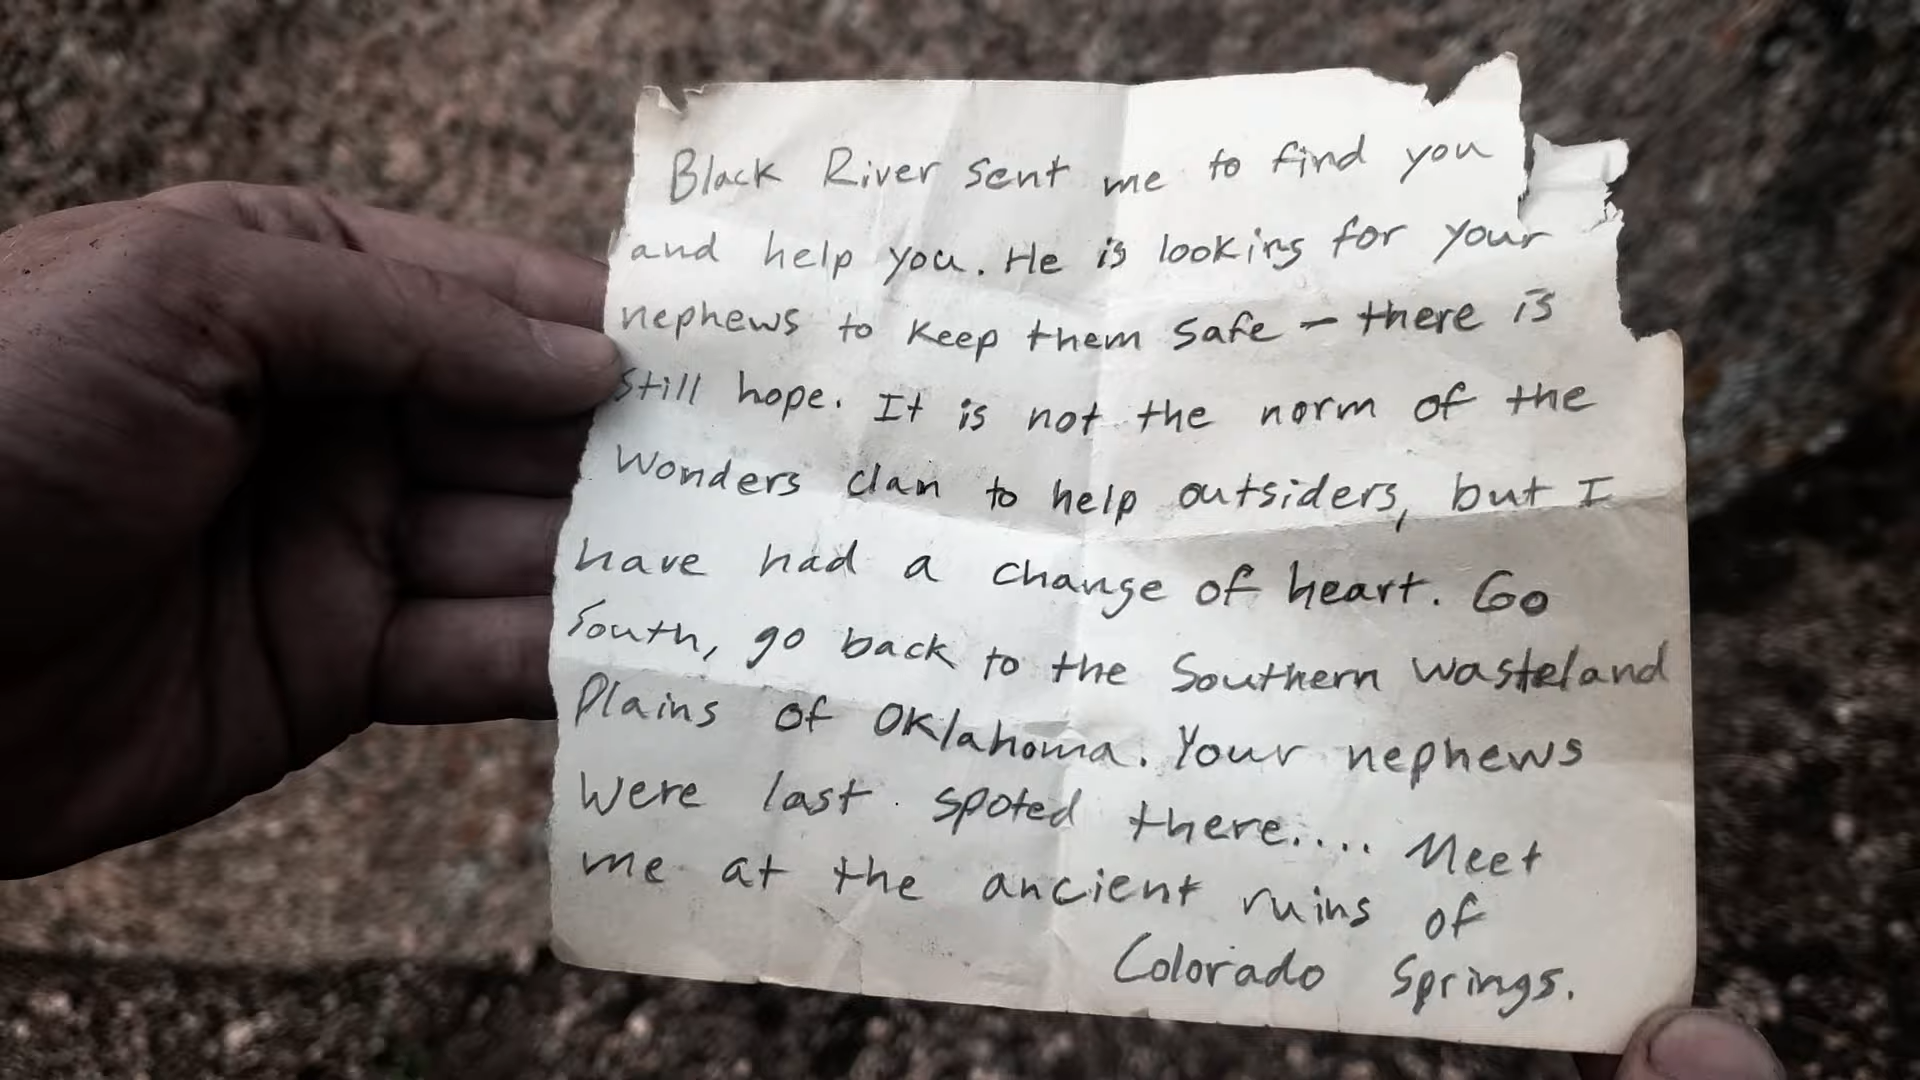 Black River sent me to find you
and help you. He is looking for your
nephews to keep them safe - there is
still hope. It is not the norm of the
Wonders clan to help outsiders, but I
have had a change of heart. Go
South, go back to the Southern wasteland
Plains of Oklahoma. Your nephews
were last spoted there.... Meet
me at the ancient ruins of
Colorado Springs.